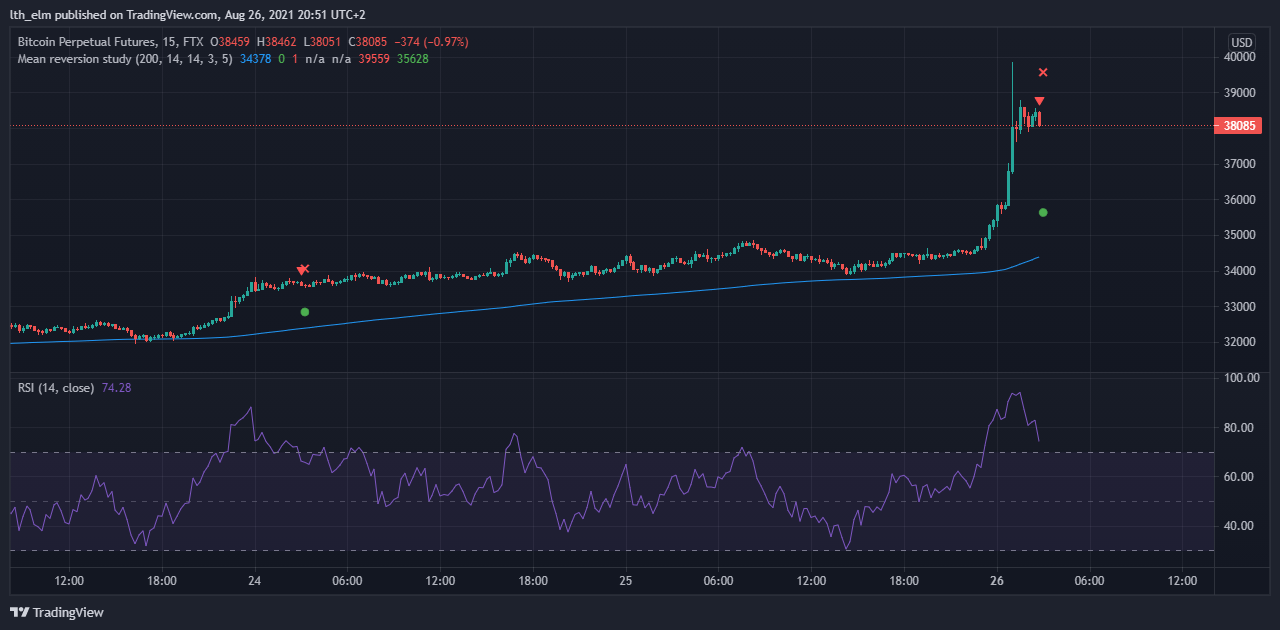 lth_elm published on TradingView.com, Aug 26, 2021 20:51 UTC+2
Bitcoin Perpetual Futures, 15, FTX O38459 H38462 L38051 C38085 −374 (−0.97%)
Mean reversion study (200, 14, 14, 3, 5) 34378 0 1 n/a n/a 39559 35628
USD
40000
39000
38085
37000
36000
35000
34000
33000
32000
RSI (14, close) 74.28
100.00
80.00
60.00
40.00
12:00 18:00 24 06:00 12:00 18:00 25 06:00 12:00 18:00 26 06:00 12:00
TradingView